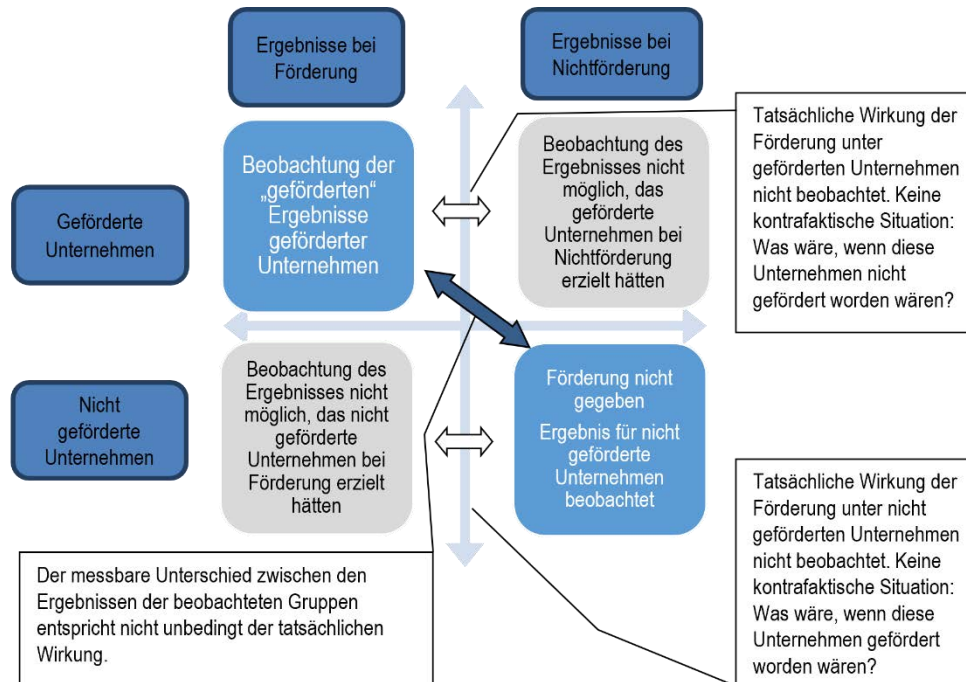 Ergebnisse bei
Förderung
Ergebnisse bei
Nichtförderung
Geförderte
Unternehmen
Beobachtung der
„geförderten“
Ergebnisse
geförderter
Unternehmen
Beobachtung des
Ergebnisses nicht
möglich, das
geförderte
Unternehmen bei
Nichtförderung
erzielt hätten
Tatsächliche Wirkung der
Förderung unter
geförderten Unternehmen
nicht beobachtet. Keine
kontrafaktische Situation:
Was wäre, wenn diese
Unternehmen nicht
gefördert worden wären?
Nicht
geförderte
Unternehmen
Beobachtung des
Ergebnisses nicht
möglich, das nicht
geförderte
Unternehmen bei
Förderung erzielt
hätten
Förderung nicht
gegeben
Ergebnis für nicht
geförderte
Unternehmen
beobachtet
Tatsächliche Wirkung der
Förderung unter nicht
geförderten Unternehmen
nicht beobachtet. Keine
kontrafaktische Situation:
Was wäre, wenn diese
Unternehmen gefördert
worden wären?
Der messbare Unterschied zwischen den
Ergebnissen der beobachteten Gruppen
entspricht nicht unbedingt der tatsächlichen
Wirkung.